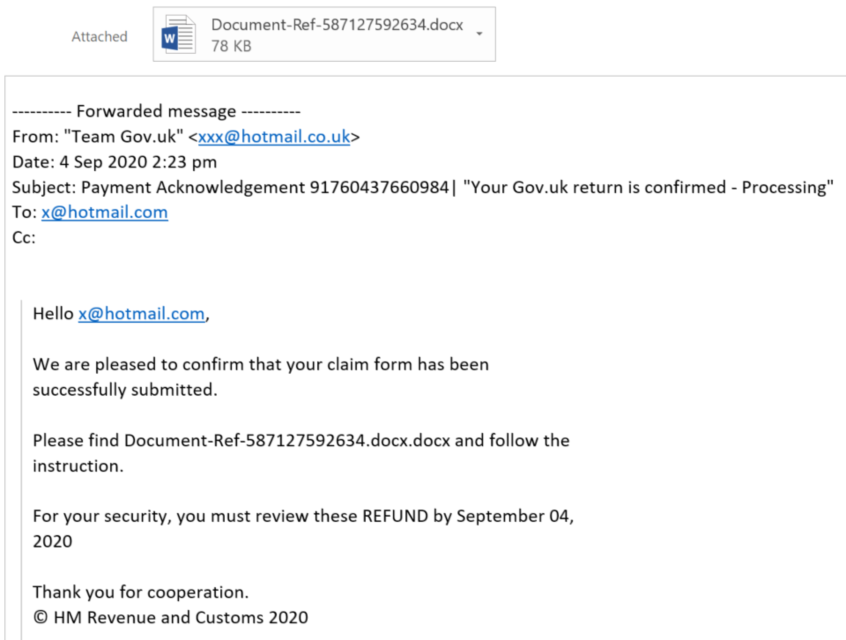 Attached
Document-Ref-587127592634.docx
78 KB
---------- Forwarded message ----------
From: "Team Gov.uk" <xxx@hotmail.co.uk>
Date: 4 Sep 2020 2:23 pm
Subject: Payment Acknowledgement 91760437660984| "Your Gov.uk return is confirmed - Processing"
To: x@hotmail.com
Cc:
Hello x@hotmail.com,
We are pleased to confirm that your claim form has been
successfully submitted.
Please find Document-Ref-587127592634.docx.docx and follow the
instruction.
For your security, you must review these REFUND by September 04,
2020
Thank you for cooperation.
© HM Revenue and Customs 2020